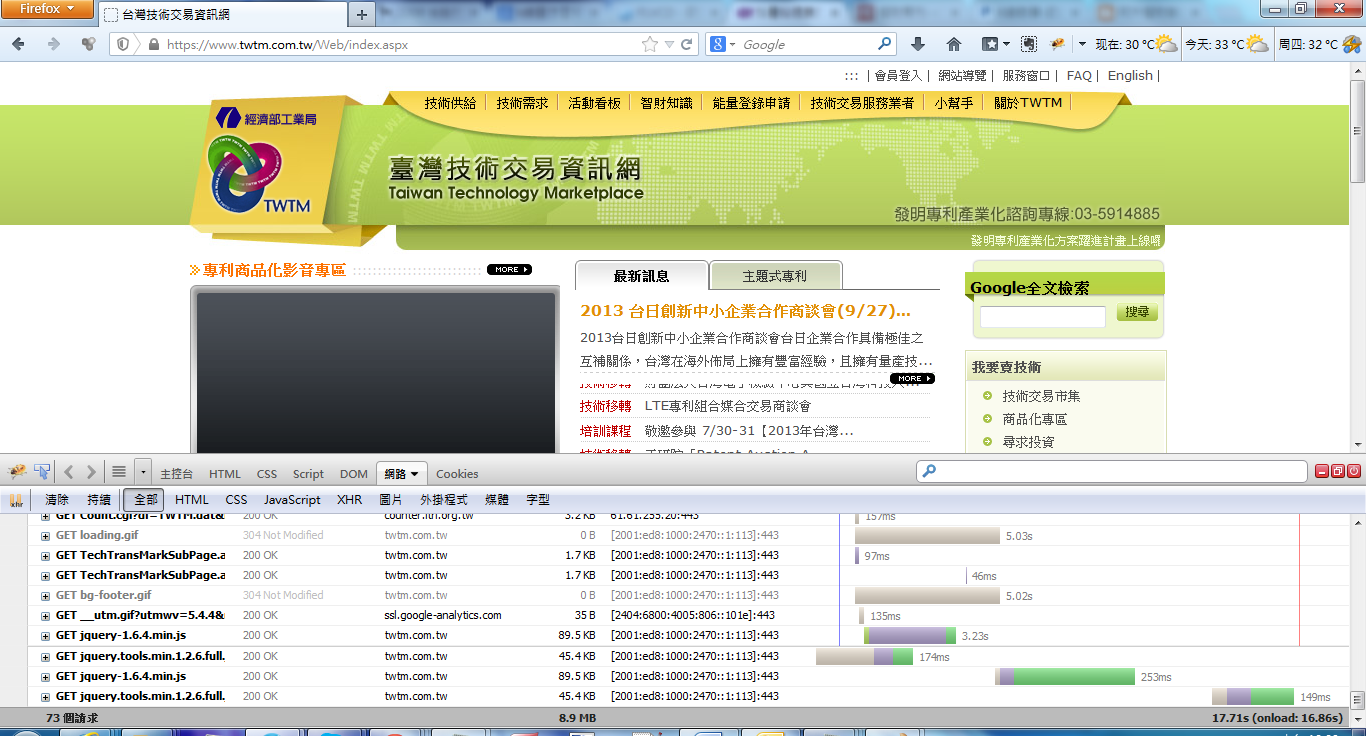 Firefox
台灣技術交易資訊網
https://www.twtm.com.tw/Web/index.aspx
Google
现在: 30 ℃
今天: 33 ℃
周四: 32 ℃
::: | 會員登入 | 網站導覽 | 服務窗口 | FAQ | English |
技術供給 | 技術需求 | 活動看板 | 智財知識 | 能量登錄申請 | 技術交易服務業者 | 小幫手 | 關於TWTM |
經濟部工業局
TWTM
臺灣技術交易資訊網
Taiwan Technology Marketplace
發明專利產業化諮詢專線:03-5914885
發明專利產業化方案躍進計畫上線囉
專利商品化影音專區
MORE
最新訊息
主題式專利
2013 台日創新中小企業合作商談會(9/27)...
2013台日創新中小企業合作商談會台日企業合作具備極佳之
互補關係，台灣在海外佈局上擁有豐富經驗，且擁有量產技...
MORE
技術移轉 LTE專利組合媒合交易商談會
培訓課程 敬邀參與 7/30-31【2013年台灣...
Google全文檢索
搜尋
我要賣技術
技術交易市集
商品化專區
尋求投資
主控台 HTML CSS Script DOM 網路 Cookies
清除 持續 全部 HTML CSS JavaScript XHR 圖片 外掛程式 媒體 字型
GET Count.cgi?df=TWTM.dat& 200 OK counter.itri.org.tw 3.2 KB 61.61.255.20:443 157ms
GET loading.gif 304 Not Modified twtm.com.tw 0 B [2001:ed8:1000:2470::1:113]:443 5.03s
GET TechTransMarkSubPage.a 200 OK twtm.com.tw 1.7 KB [2001:ed8:1000:2470::1:113]:443 97ms
GET TechTransMarkSubPage.a 200 OK twtm.com.tw 1.7 KB [2001:ed8:1000:2470::1:113]:443 46ms
GET bg-footer.gif 304 Not Modified twtm.com.tw 0 B [2001:ed8:1000:2470::1:113]:443 5.02s
GET __utm.gif?utmwv=5.4.4& 200 OK ssl.google-analytics.com 35 B [2404:6800:4005:806::101e]:443 135ms
GET jquery-1.6.4.min.js 200 OK twtm.com.tw 89.5 KB [2001:ed8:1000:2470::1:113]:443 3.23s
GET jquery.tools.min.1.2.6.full. 200 OK twtm.com.tw 45.4 KB [2001:ed8:1000:2470::1:113]:443 174ms
GET jquery-1.6.4.min.js 200 OK twtm.com.tw 89.5 KB [2001:ed8:1000:2470::1:113]:443 253ms
GET jquery.tools.min.1.2.6.full. 200 OK twtm.com.tw 45.4 KB [2001:ed8:1000:2470::1:113]:443 149ms
73 個請求 8.9 MB 17.71s (onload: 16.86s)